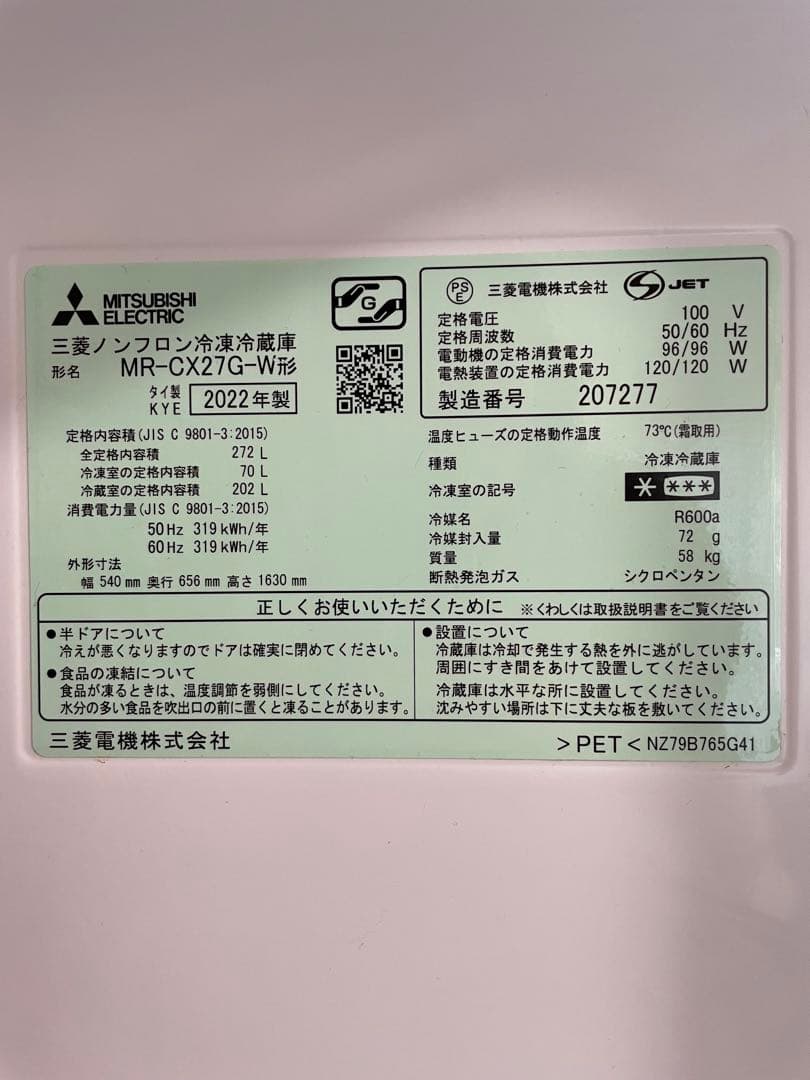 MITSUBISHI
ELECTRIC
三菱ノンフロン冷凍冷蔵庫
形名 MR-CX27G-W形
タイ製
KYE 2022年製
G
PS
E
三菱電機株式会社 JET
定格電圧 100 V
定格周波数 50/60 Hz
電動機の定格消費電力 96/96 W
電熱装置の定格消費電力 120/120 W
製造番号 207277
定格内容積(JIS C 9801-3:2015)
全定格内容積 272 L
冷凍室の定格内容積 70 L
冷蔵室の定格内容積 202 L
消費電力量(JIS C 9801-3:2015)
50Hz 319kWh/年
60Hz 319kWh/年
外形寸法
幅 540mm 奥行 656mm 高さ 1630mm
温度ヒューズの定格動作温度 73℃(霜取用)
種類 冷凍冷蔵庫
冷凍室の記号 * ***
冷媒名 R600a
冷媒封入量 72 g
質量 58 kg
断熱発泡ガス シクロペンタン
正しくお使いいただくために ※くわしくは取扱説明書をご覧ください
●半ドアについて
冷えが悪くなりますのでドアは確実に閉めてください。
●食品の凍結について
食品が凍るときは、温度調節を弱側にしてください。
水分の多い食品を吹出口の前に置くと凍ることがあります。
●設置について
冷蔵庫は冷却で発生する熱を外に逃がしています。
周囲にすき間をあけて設置してください。
冷蔵庫は水平な所に設置してください。
沈みやすい場所は下に丈夫な板を敷いてください。
三菱電機株式会社 >PET< NZ79B765G41